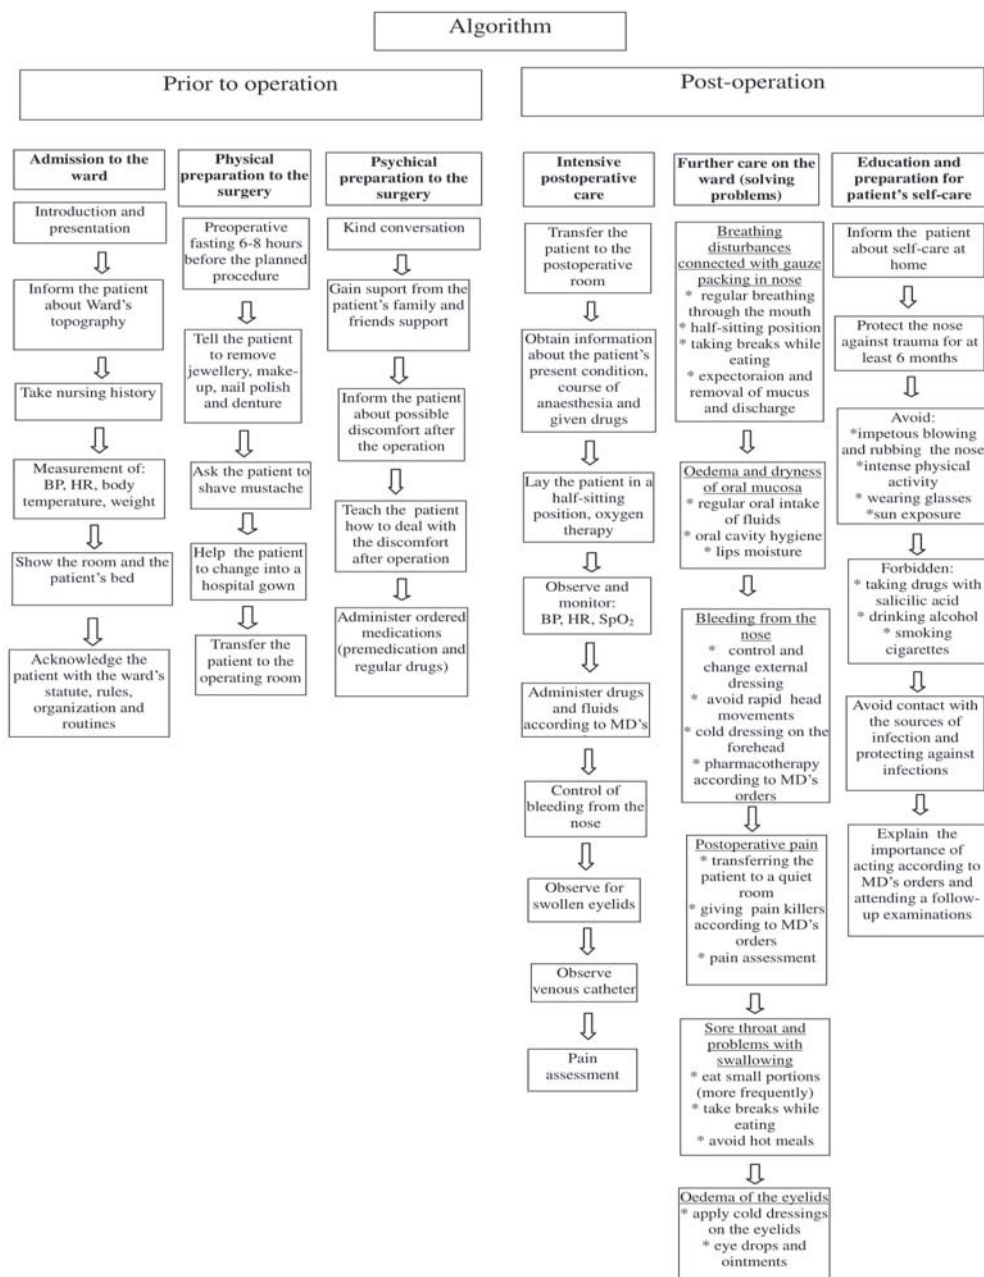 Algorithm
Prior to operation
Admission to the
ward
Introduction and
presentation
Inform the patient
about Ward's
topography
Take nursing history
Measurement of:
BP, HR, body
temperature, weight
Show the room and the
patient's bed
Acknowledge the
patient with the ward's
statute, rules,
organization and
routines
Physical
preparation to the
surgery
Preoperative
fasting 6-8 hours
before the planned
procedure
Tell the patient
to remove
jewellery, make-
up, nail polish
and denture
Ask the patient to
shave mustache
Help the patient
to change into a
hospital gown
Transfer the
patient to the
operating room
Psychical
preparation to the
surgery
Kind conversation
Gain suport from the
patient's family and
friends support
Inform the patient
about possible
discomfort after
the operation
Teach the patient
how to deal with
the discomfort
after operation
Administer ordered
medications
(premedication and
regular drugs)
Post-operation
Intensive
postoperative
care
Transfer the
patient to the
postoperative
room
Obtain information
about the patient's
present condition,
course of
anaesthesia and
given drugs
Lay the patient in a
half-sitting
position, oxygen
therapy
Observe and
monitor:
BP, HR, SpO₂
Administer drugs
and fluids
according to MD's
Control of
bleeding from the
nose
Observe for
swollen eyelids
Observe
venous catheter
Pain
assessment
Further care on the
ward (solving
problems)
Breathing
disturbances
connected with gauze
packing in nose
* regular breathing
through the mouth
* half-sitting position
* taking breaks while
eating
* expectoraion and
removal of mucus
and discharge
Oedema and dryness
of oral mucosa
* regular oral intake
of fluids
* oral cavity hygiene
* lips moisture
Bleeding from the
nose
* control and
change external
dressing
* avoid rapid head
movements
* cold dressing on the
forehead
* pharmacotherapy
according to MD's
orders
Postoperative pain
* transferring the
patient to a quiet
room
* giving pain killers
according to MD's
orders
* pain assessment
Sore throat and
problems with
swallowing
* eat small portions
(more frequently)
* take breaks while
eating
* avoid hot meals
Oedema of the eyelids
* apply cold dressings
on the eyelids
* eye drops and
ointments
Education and
preparation for
patient's self-care
Inform the patient
about self-care at
home
Protect the nose
against trauma for at
least 6 months
Avoid:
*impetous blowing
and rubbing the nose
*intense physical
activity
* wearing glasses
*sun exposure
Forbidden:
* taking drugs with
salicilic acid
* drinking alcohol
* smoking
cigarettes
Avoid contact with
the sources of
infection and
protecting against
infections
Explain the
importance of
acting according to
MD's orders and
attending a follow-
up examinations